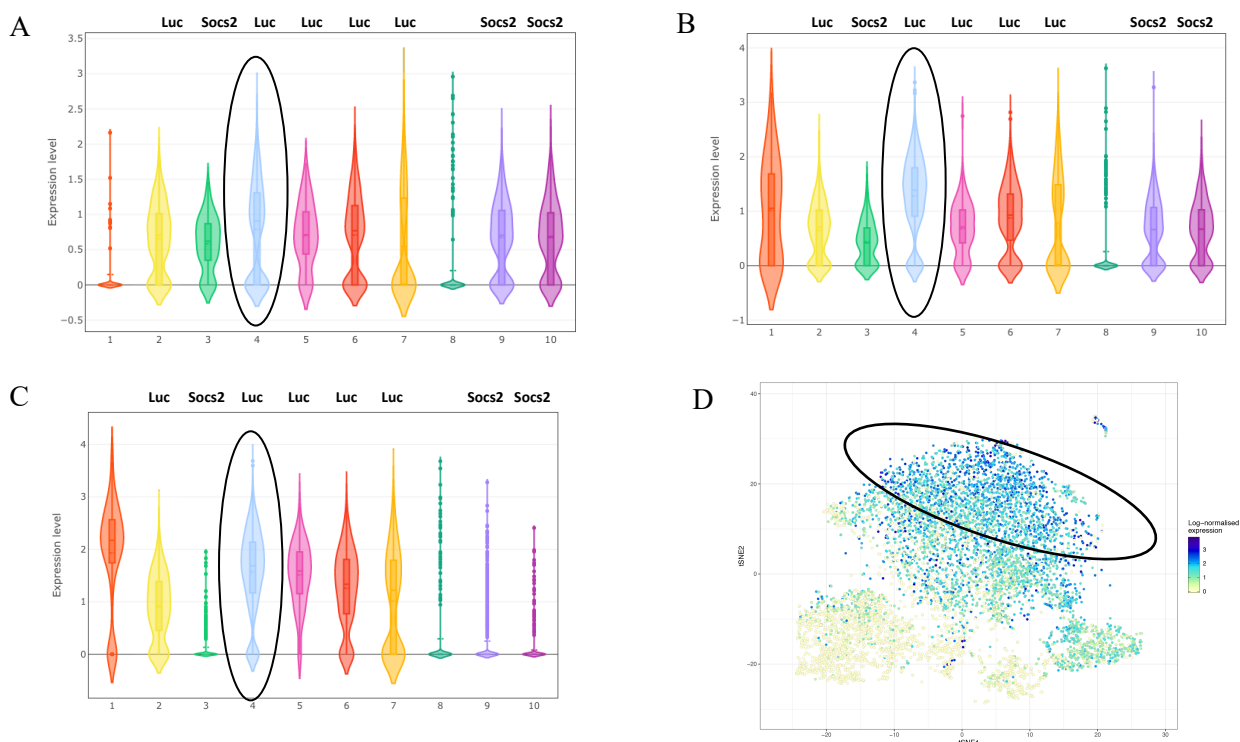 A
Luc Socs2 Luc Luc Luc Luc Socs2 Socs2
Expression level
3.5
3
2.5
2
1.5
1
0.5
0
−0.5
1 2 3 4 5 6 7 8 9 10
B
Luc Socs2 Luc Luc Luc Luc Socs2 Socs2
Expression level
4
3
2
1
0
−1
1 2 3 4 5 6 7 8 9 10
C
Luc Socs2 Luc Luc Luc Luc Socs2 Socs2
Expression level
4
3
2
1
0
1 2 3 4 5 6 7 8 9 10
D
40
20
0
−20
tSNE2
−20 −10 0 10 20 30
tSNE1
Log−normalised
expression
3
2
1
0